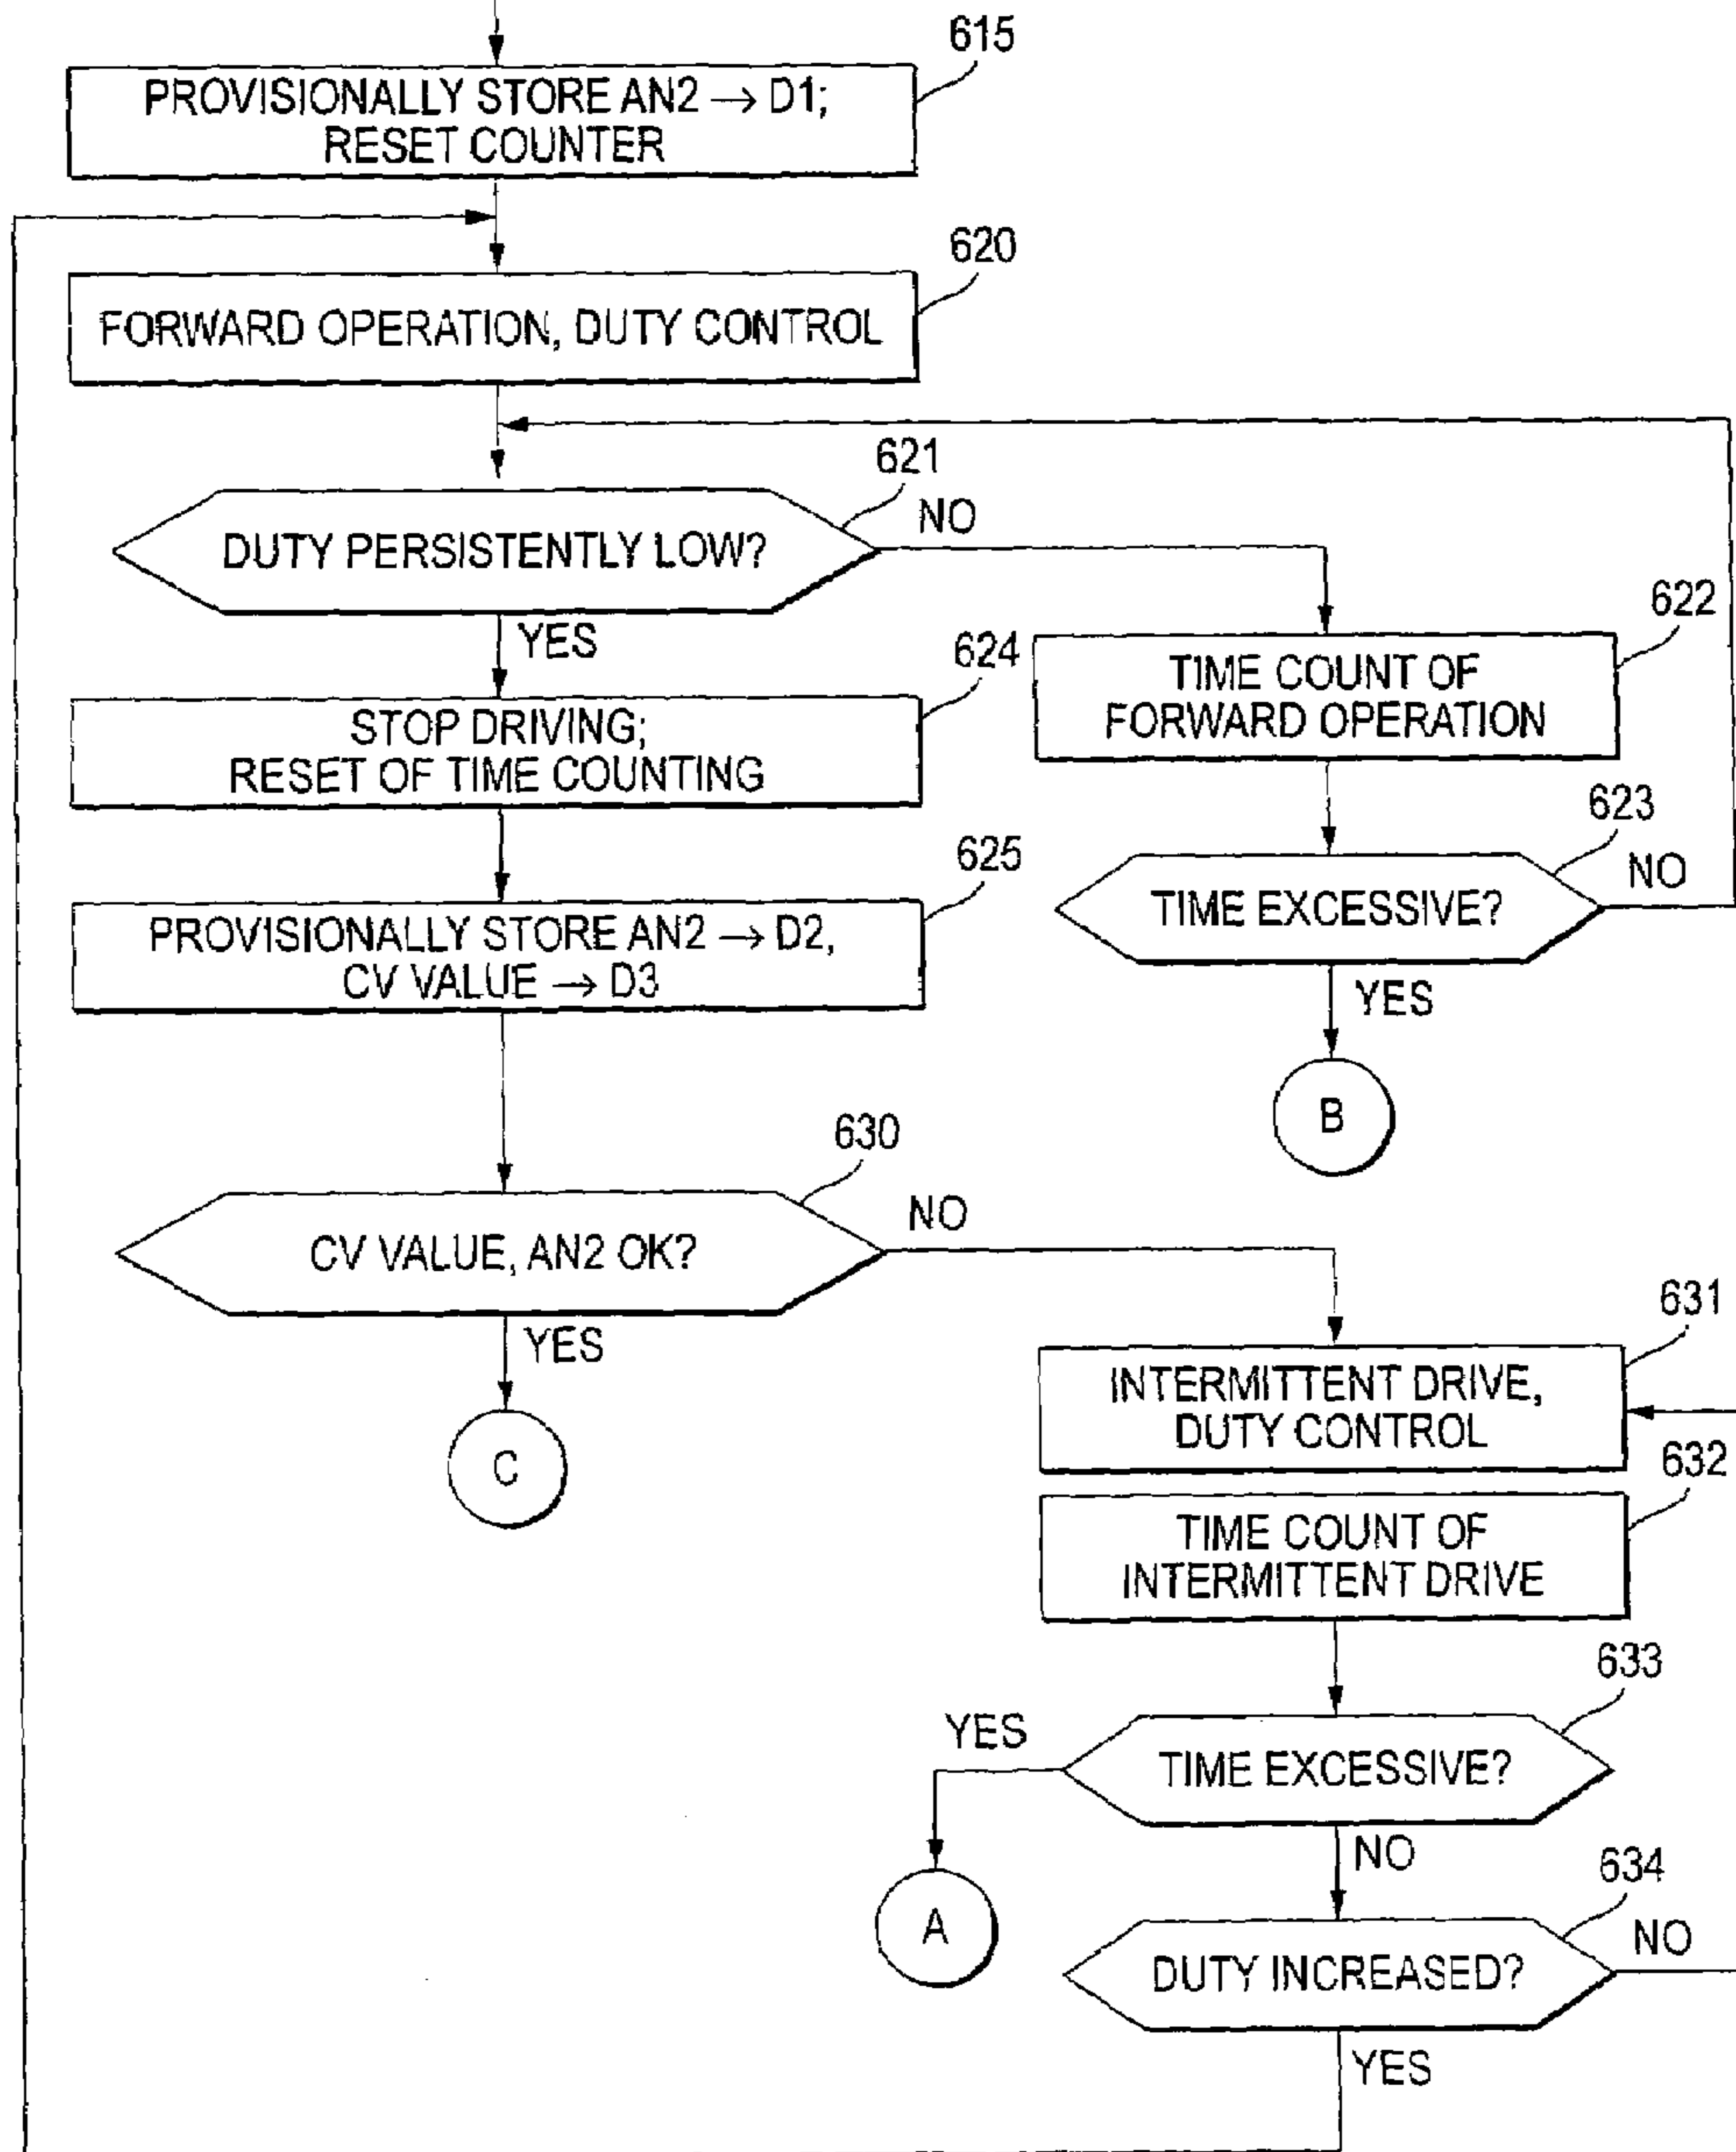 615
PROVISIONALLY STORE AN2 → D1;
RESET COUNTER
620
FORWARD OPERATION, DUTY CONTROL
621
DUTY PERSISTENTLY LOW?
NO
YES
622
TIME COUNT OF
FORWARD OPERATION
624
STOP DRIVING;
RESET OF TIME COUNTING
623
TIME EXCESSIVE?
NO
YES
B
625
PROVISIONALLY STORE AN2 → D2,
CV VALUE → D3
630
CV VALUE, AN2 OK?
NO
YES
C
631
INTERMITTENT DRIVE,
DUTY CONTROL
632
TIME COUNT OF
INTERMITTENT DRIVE
633
TIME EXCESSIVE?
YES
A
NO
634
DUTY INCREASED?
NO
YES